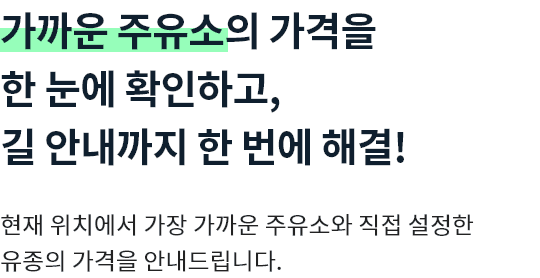 가까운 주유소의 가격을
한 눈에 확인하고,
길 안내까지 한 번에 해결!
현재 위치에서 가장 가까운 주유소와 직접 설정한
유종의 가격을 안내드립니다.